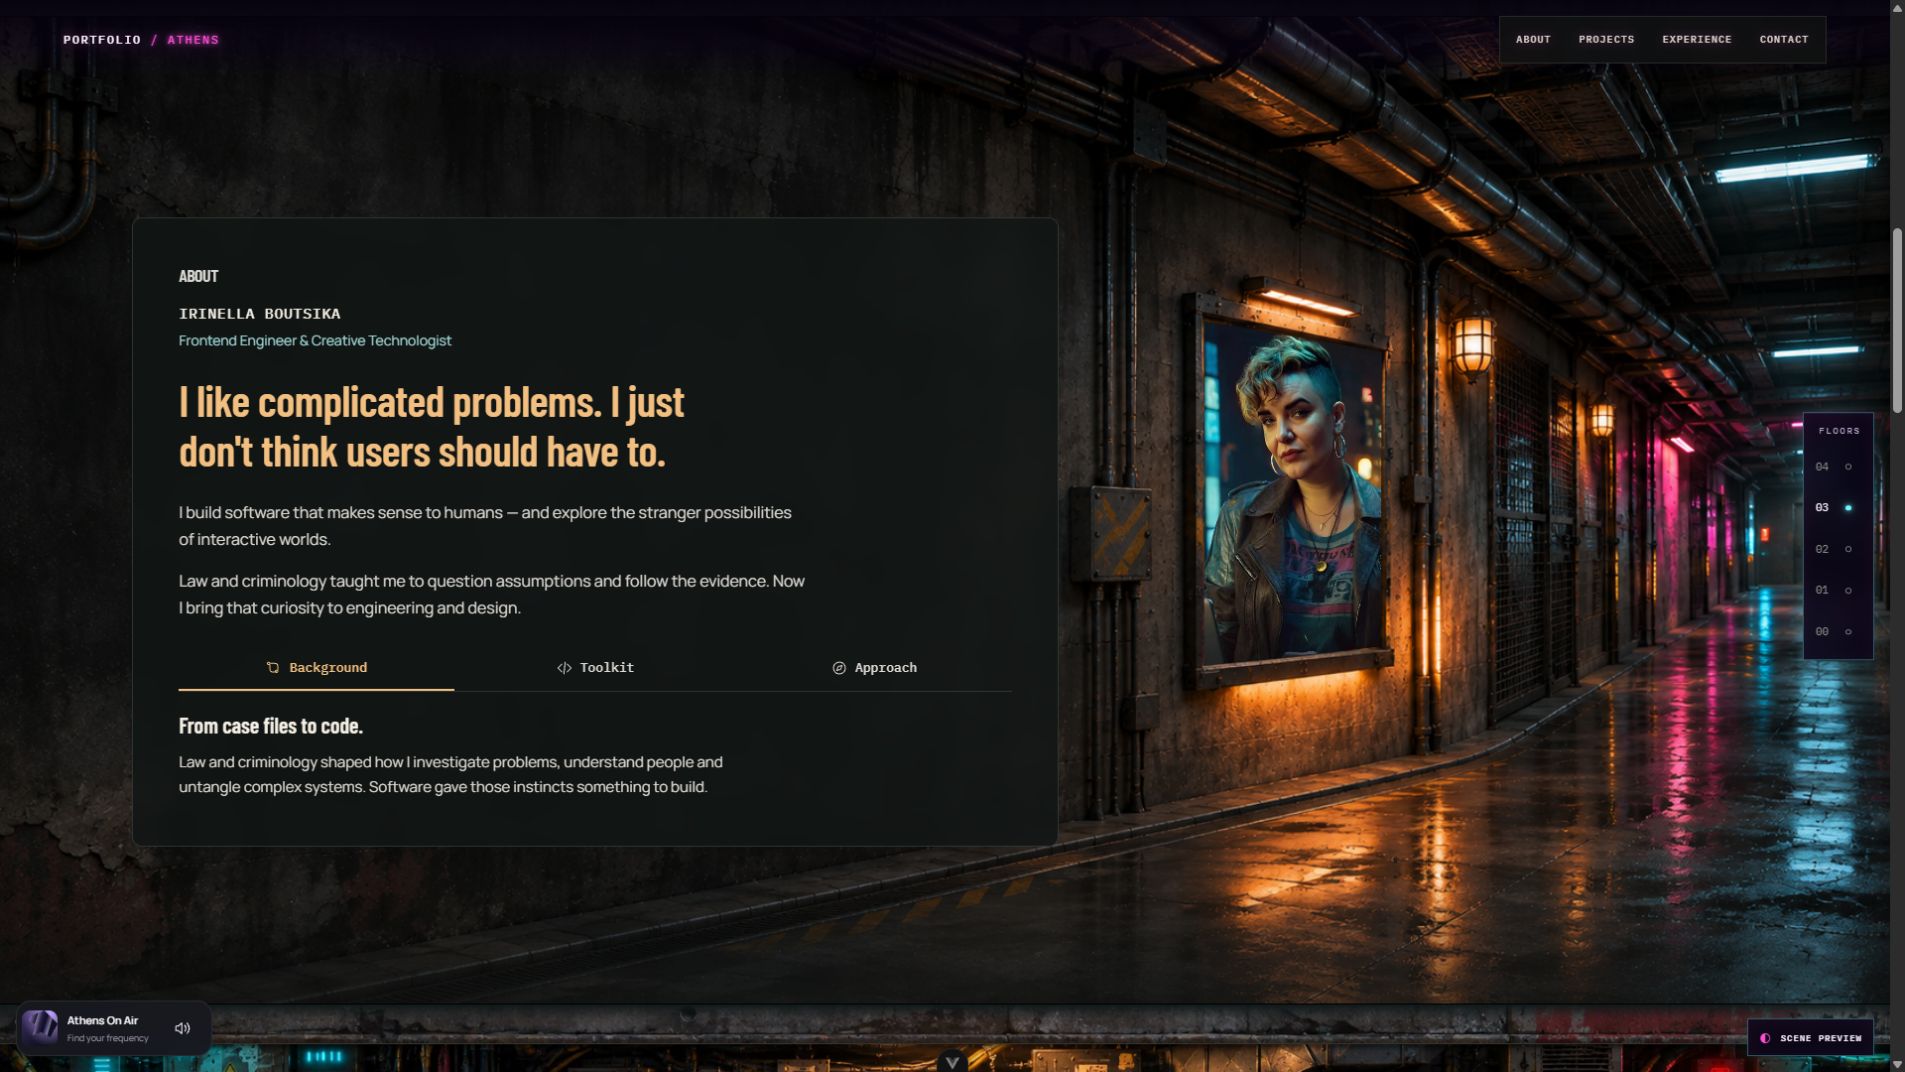 PORTFOLIO / ATHENS
ABOUT PROJECTS EXPERIENCE CONTACT
ABOUT
IRINELLA BOUTSIKA
Frontend Engineer & Creative Technologist
I like complicated problems. I just
don't think users should have to.
I build software that makes sense to humans — and explore the stranger possibilities
of interactive worlds.
Law and criminology taught me to question assumptions and follow the evidence. Now
I bring that curiosity to engineering and design.
Background Toolkit Approach
From case files to code.
Law and criminology shaped how I investigate problems, understand people and
untangle complex systems. Software gave those instincts something to build.
FLOORS
04
03
02
01
00
Athens On Air
Find your frequency
SCENE PREVIEW